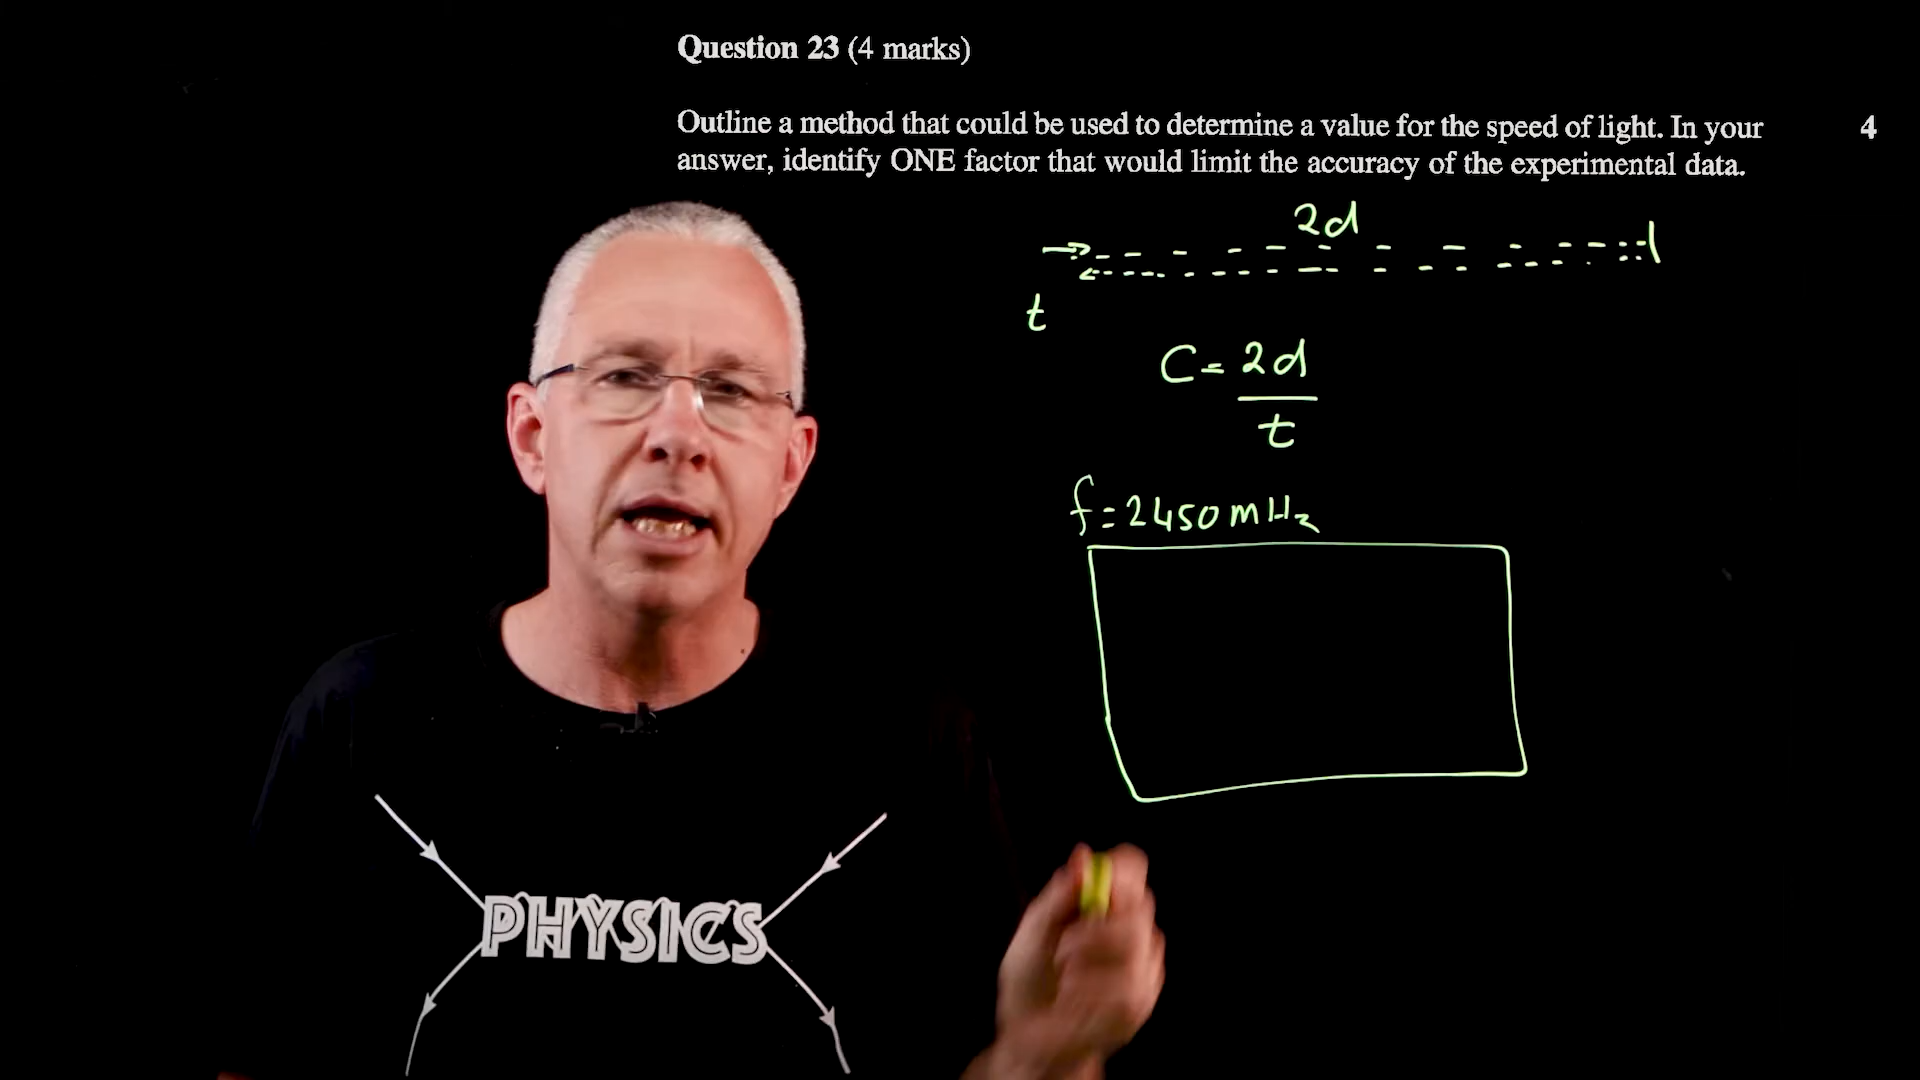 Question 23 (4 marks)
Outline a method that could be used to determine a value for the speed of light. In your 4
answer, identify ONE factor that would limit the accuracy of the experimental data.
2d
t
C = 2d
t
f = 2450 mHz
PHYSICS